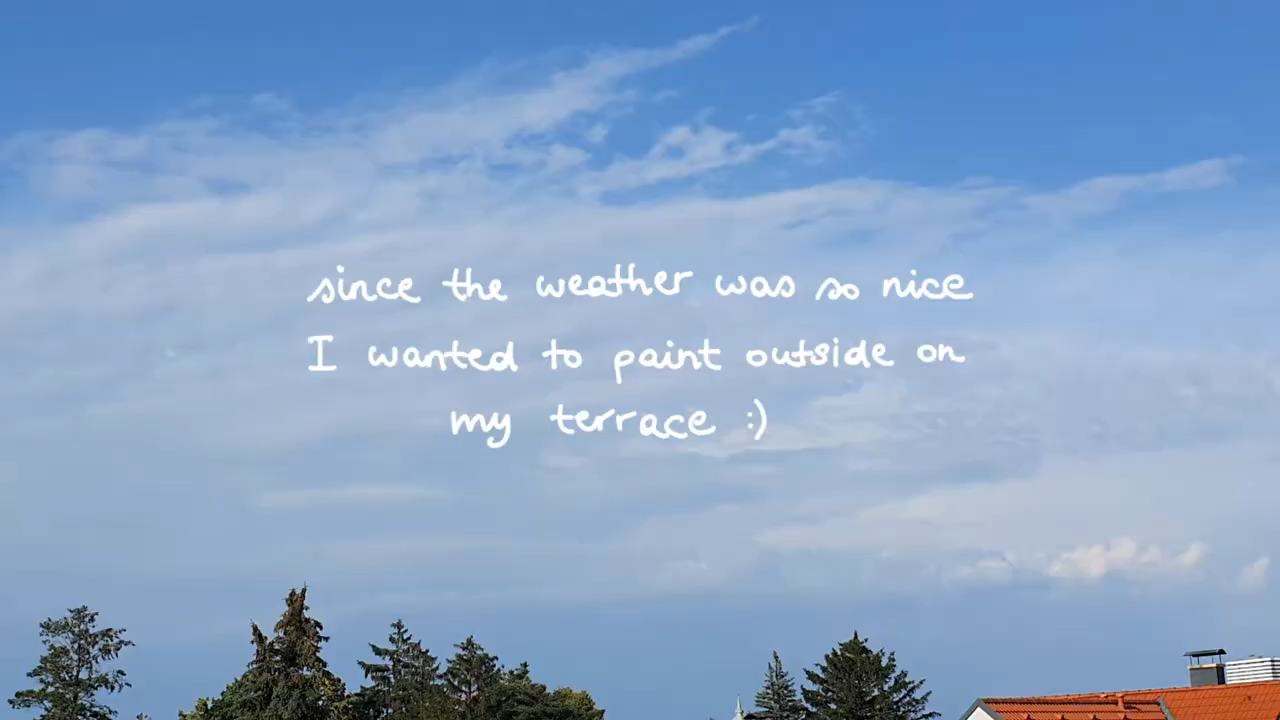 since the weather was so nice
I wanted to paint outside on
my terrace :)